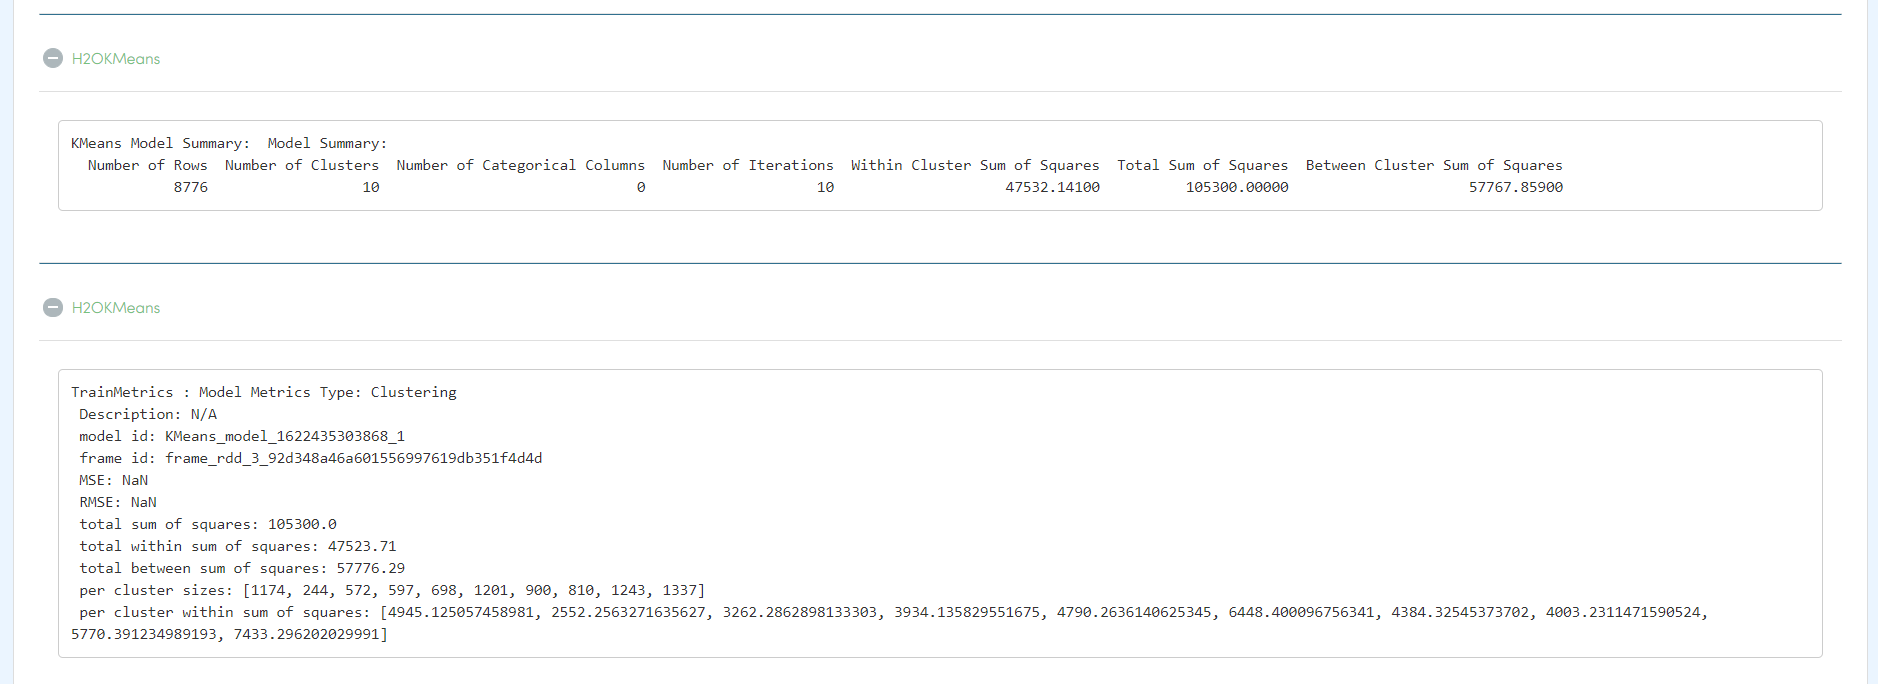 H2OKMeans
KMeans Model Summary:  Model Summary:
Number of Rows  Number of Clusters  Number of Categorical Columns  Number of Iterations  Within Cluster Sum of Squares  Total Sum of Squares  Between Cluster Sum of Squares
8776  10  0  10  47532.14100  105300.00000  57767.85900
H2OKMeans
TrainMetrics : Model Metrics Type: Clustering
Description: N/A
model id: KMeans_model_1622435303868_1
frame id: frame_rdd_3_92d348a46a601556997619db351f4d4d
MSE: NaN
RMSE: NaN
total sum of squares: 105300.0
total within sum of squares: 47523.71
total between sum of squares: 57776.29
per cluster sizes: [1174, 244, 572, 597, 698, 1201, 900, 810, 1243, 1337]
per cluster within sum of squares: [4945.125057458981, 2552.2563271635627, 3262.2862898133303, 3934.135829551675, 4790.2636140625345, 6448.400096756341, 4384.32545373702, 4003.2311471590524,
5770.391234989193, 7433.296202029991]